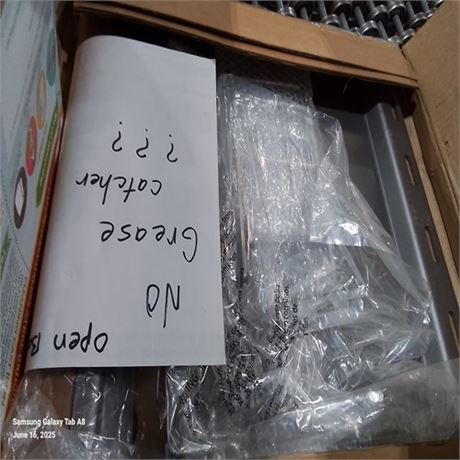 Open
NO
Grease
catcher
? ? ?
Samsung Galaxy Tab A8
June 16, 2025